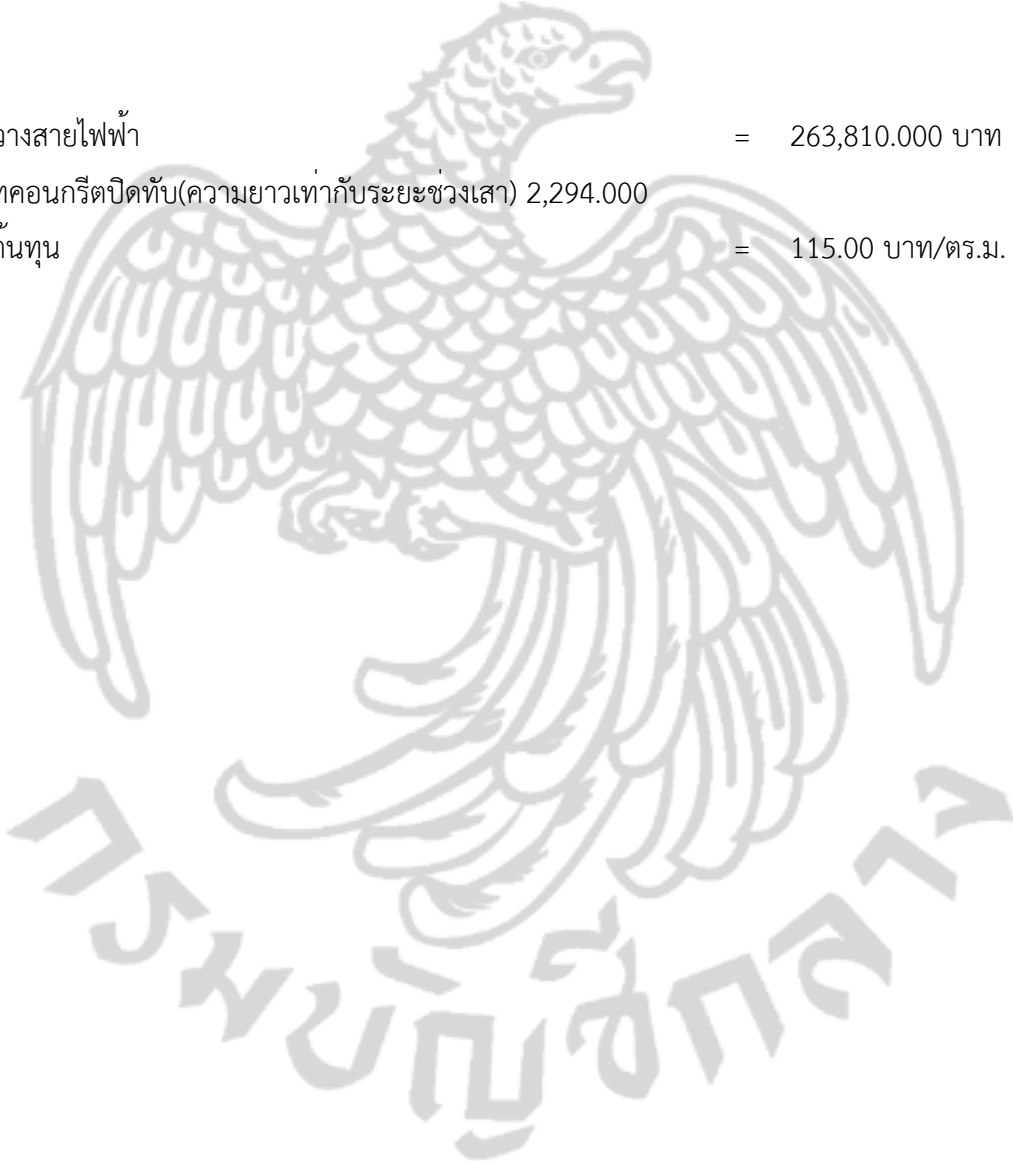 วางสายไฟฟ้า = 263,810.000 บาท
ทคอนกรีตปิดทับ(ความยาวเท่ากับระยะช่วงเสา) 2,294.000
ต้นทุน = 115.00 บาท/ตร.ม.
กรมบัญชีกลาง